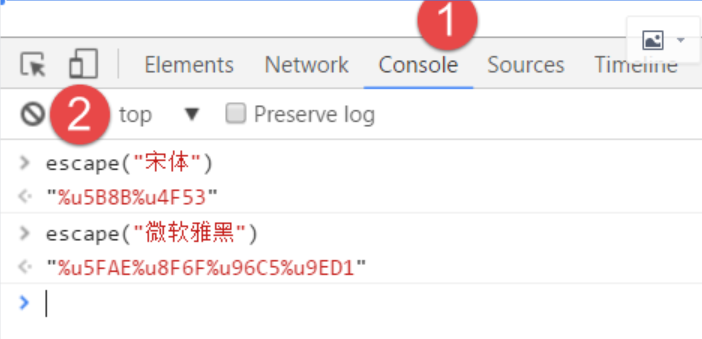 1
Elements Network Console Sources Timeline
2 top ▼ Preserve log
> escape("宋体")
"%u5B8B%u4F53"
> escape("微软雅黑")
"%u5FAE%u8F6F%u96C5%u9ED1"
>